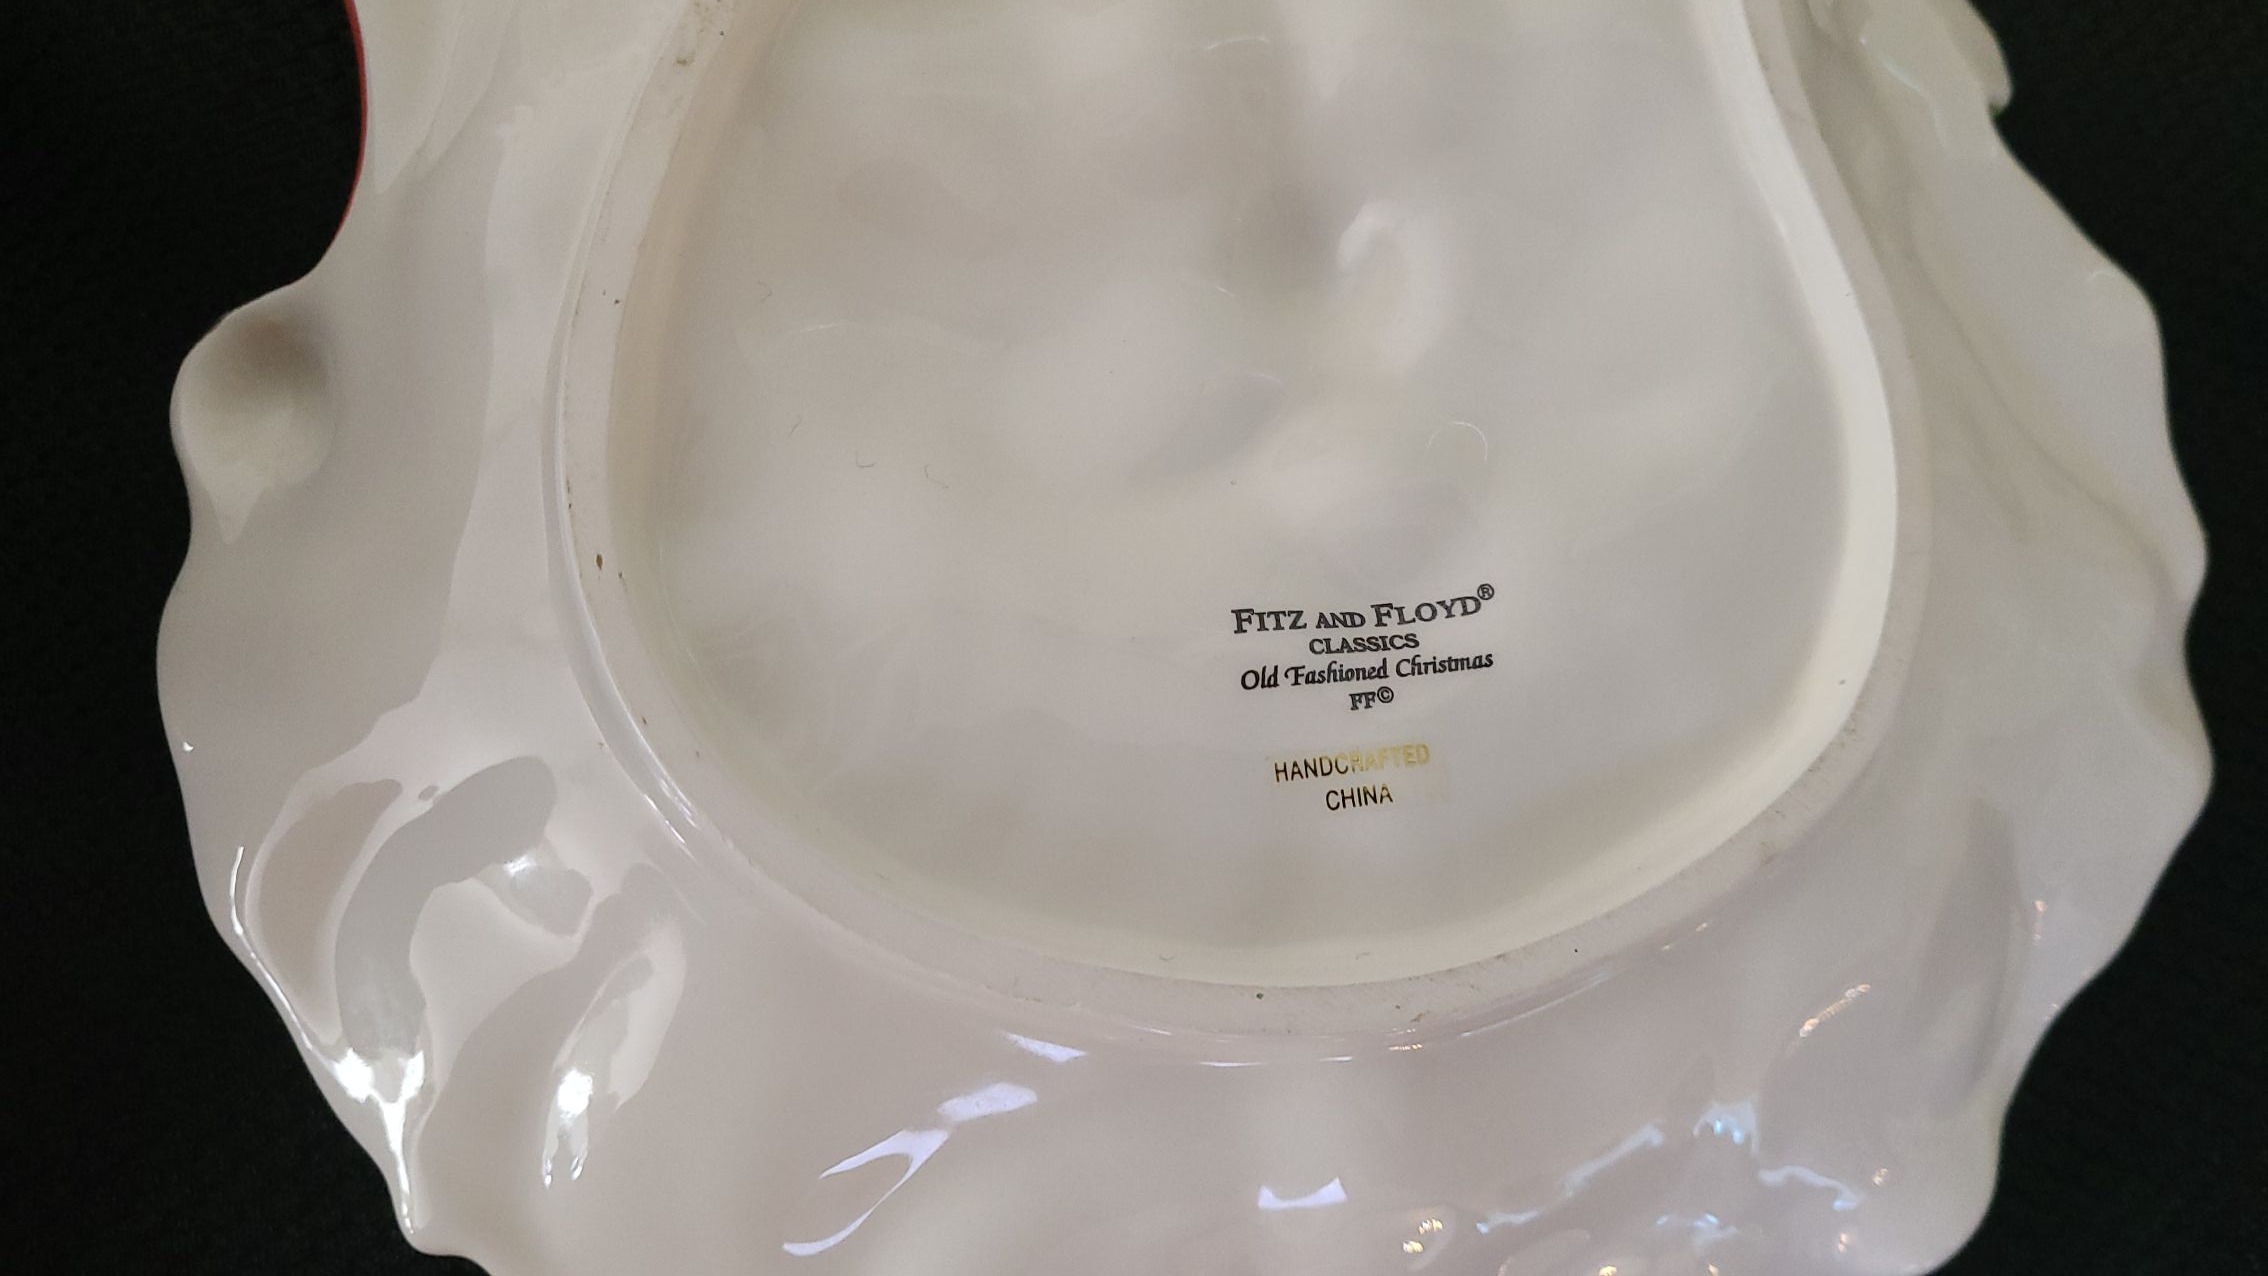 FITZ AND FLOYD®
CLASSICS
Old Fashioned Christmas
FF©
HANDCRAFTED
CHINA